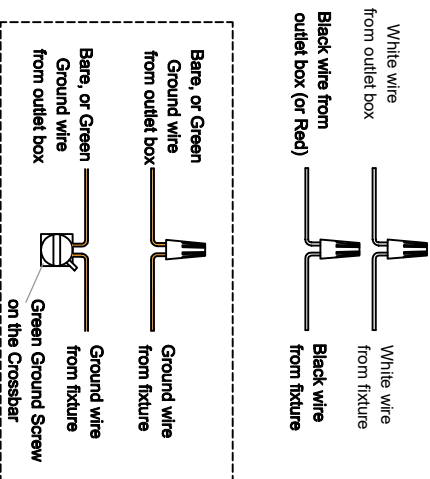 White wire
from outlet box
White wire
from fixture
Black wire from
outlet box (or Red)
Black wire
from fixture
Bare, or Green
Ground wire
from outlet box
Ground wire
from fixture
Bare, or Green
Ground wire
from outlet box
Ground wire
from fixture
Green Ground Screw
on the Crossbar